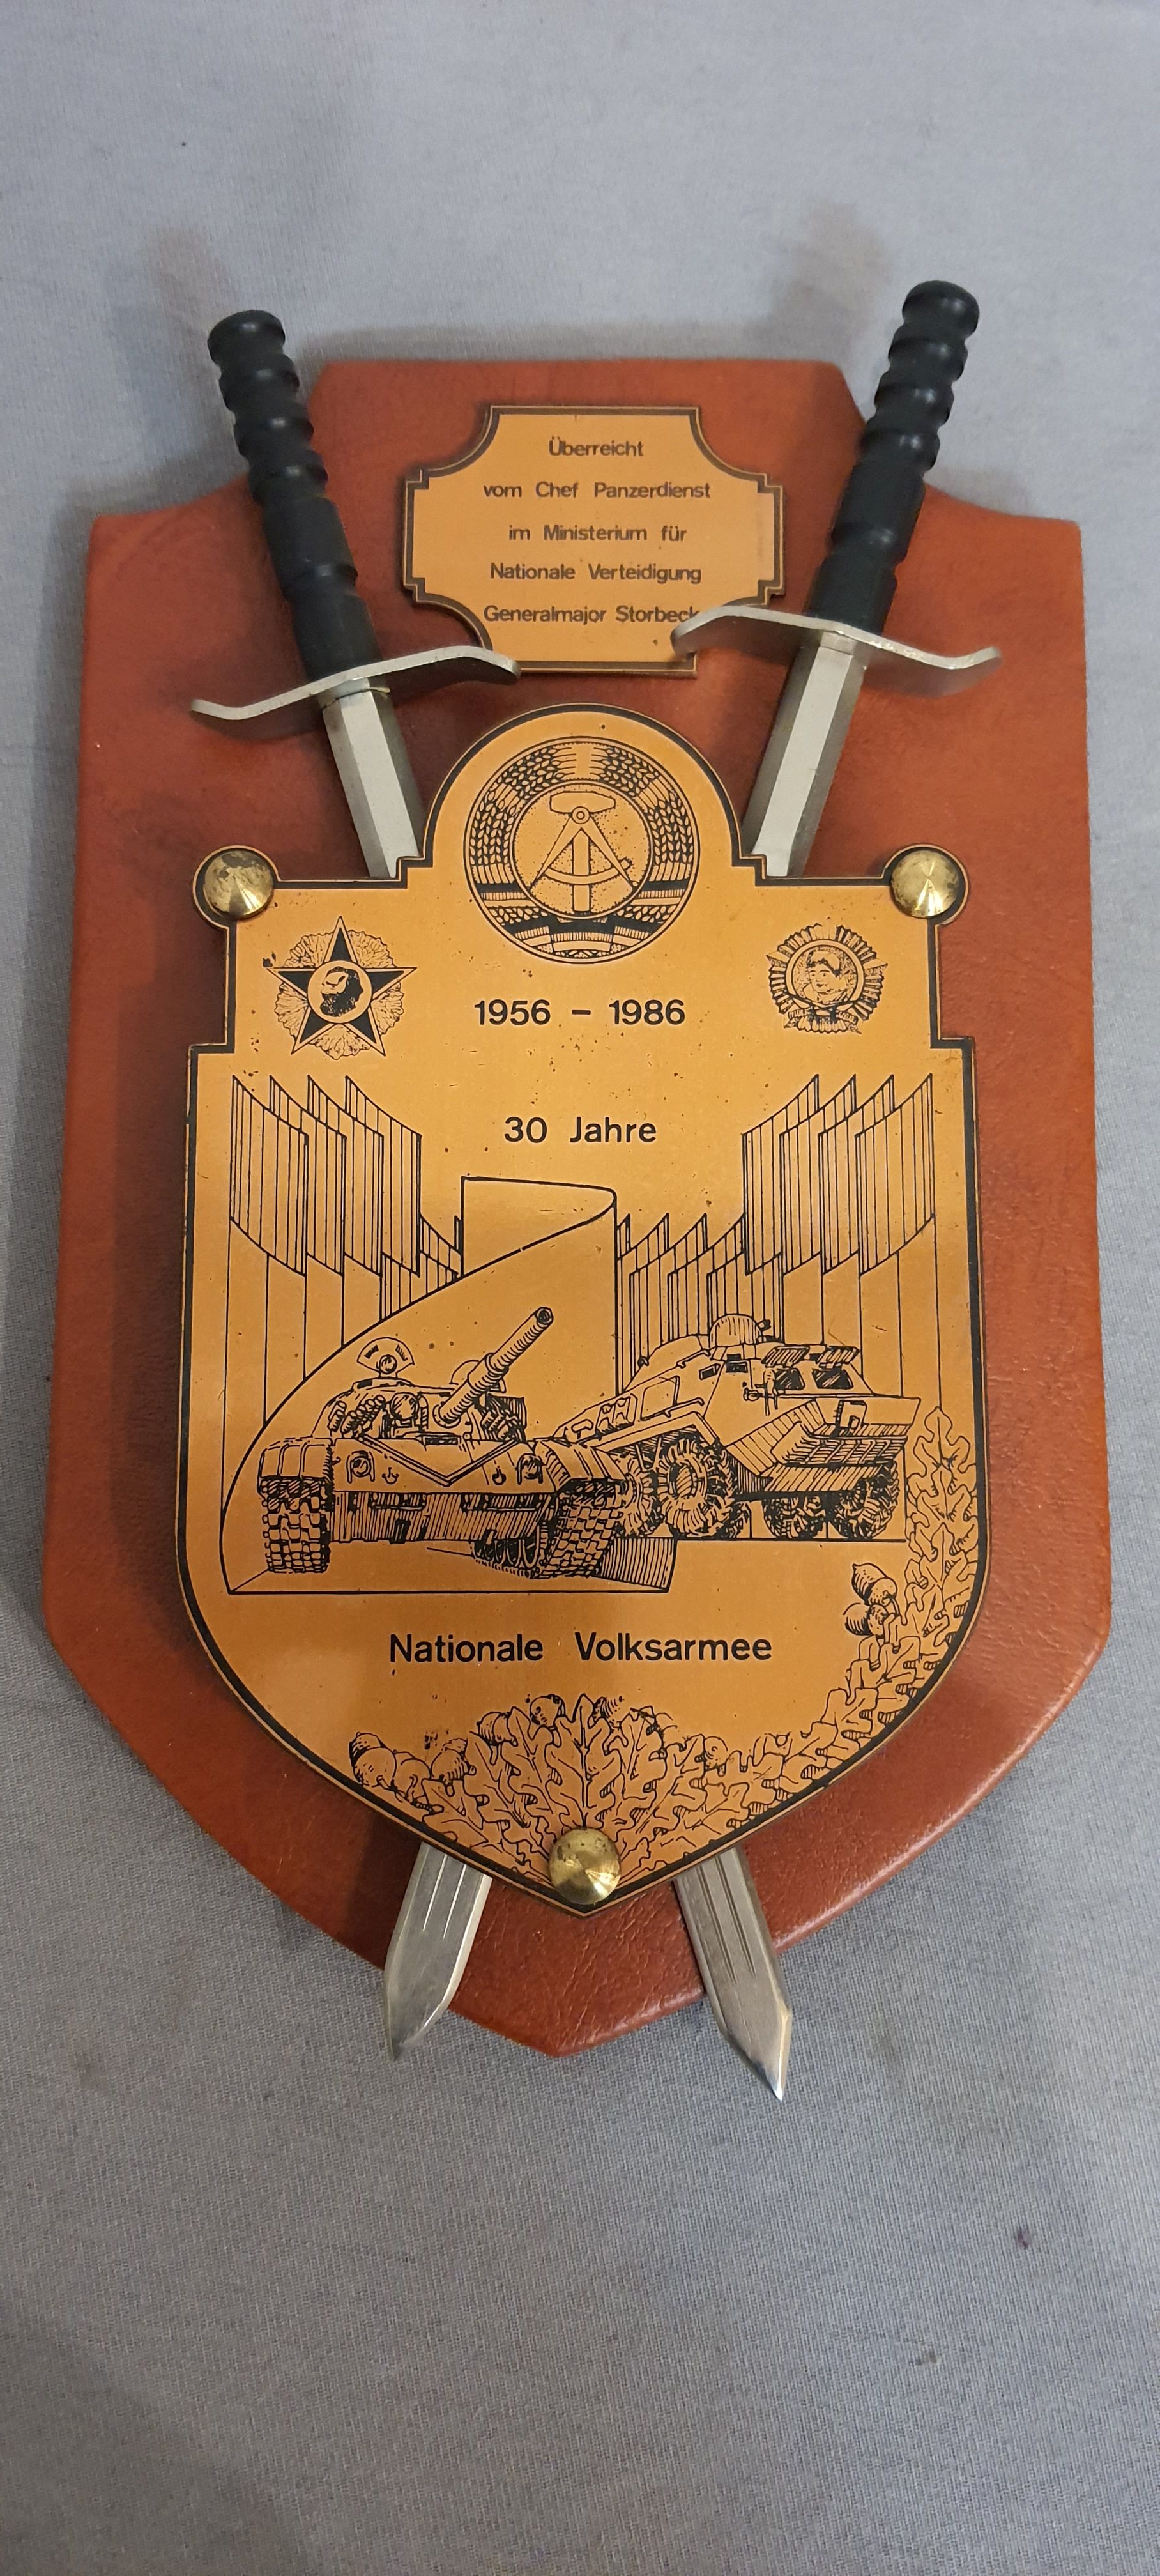 Überreicht
vom Chef Panzerdienst
im Ministerium für
Nationale Verteidigung
Generalmajor Storbeck
1956 – 1986
30 Jahre
Nationale Volksarmee